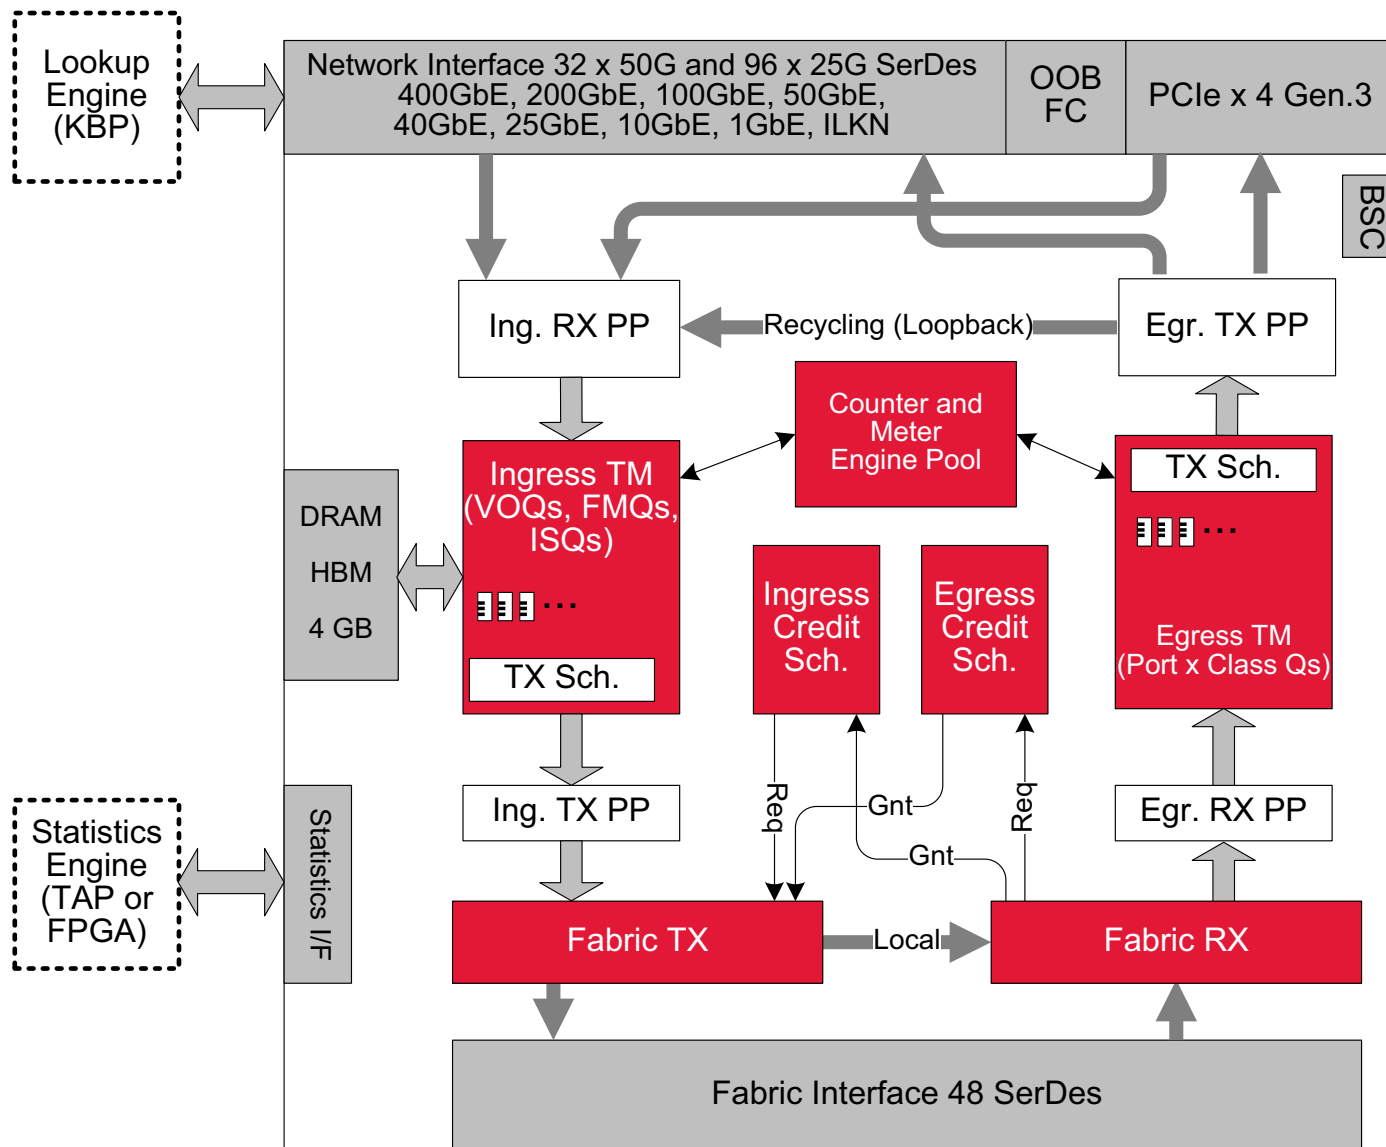 Lookup
Engine
(KBP)
Network Interface 32 x 50G and 96 x 25G SerDes
400GbE, 200GbE, 100GbE, 50GbE,
40GbE, 25GbE, 10GbE, 1GbE, ILKN
OOB
FC
PCIe x 4 Gen.3
BSC
Ing. RX PP
Recycling (Loopback)
Egr. TX PP
Counter and
Meter
Engine Pool
Ingress TM
(VOQs, FMQs,
ISQs)
...
TX Sch.
TX Sch.
...
Egress TM
(Port x Class Qs)
DRAM
HBM
4 GB
Ingress
Credit
Sch.
Egress
Credit
Sch.
Req
Gnt
Gnt
Req
Ing. TX PP
Egr. RX PP
Statistics
Engine
(TAP or
FPGA)
Statistics I/F
Fabric TX
Local
Fabric RX
Fabric Interface 48 SerDes